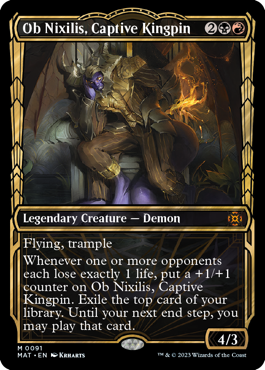 Ob Nixilis, Captive Kingpin 2
Legendary Creature — Demon
Flying, trample
Whenever one or more opponents
each lose exactly 1 life, put a +1/+1
counter on Ob Nixilis, Captive
Kingpin. Exile the top card of your
library. Until your next end step, you
may play that card.
4/3
M 0091
MAT • EN KRHARTS
™ & © 2023 Wizards of the Coast